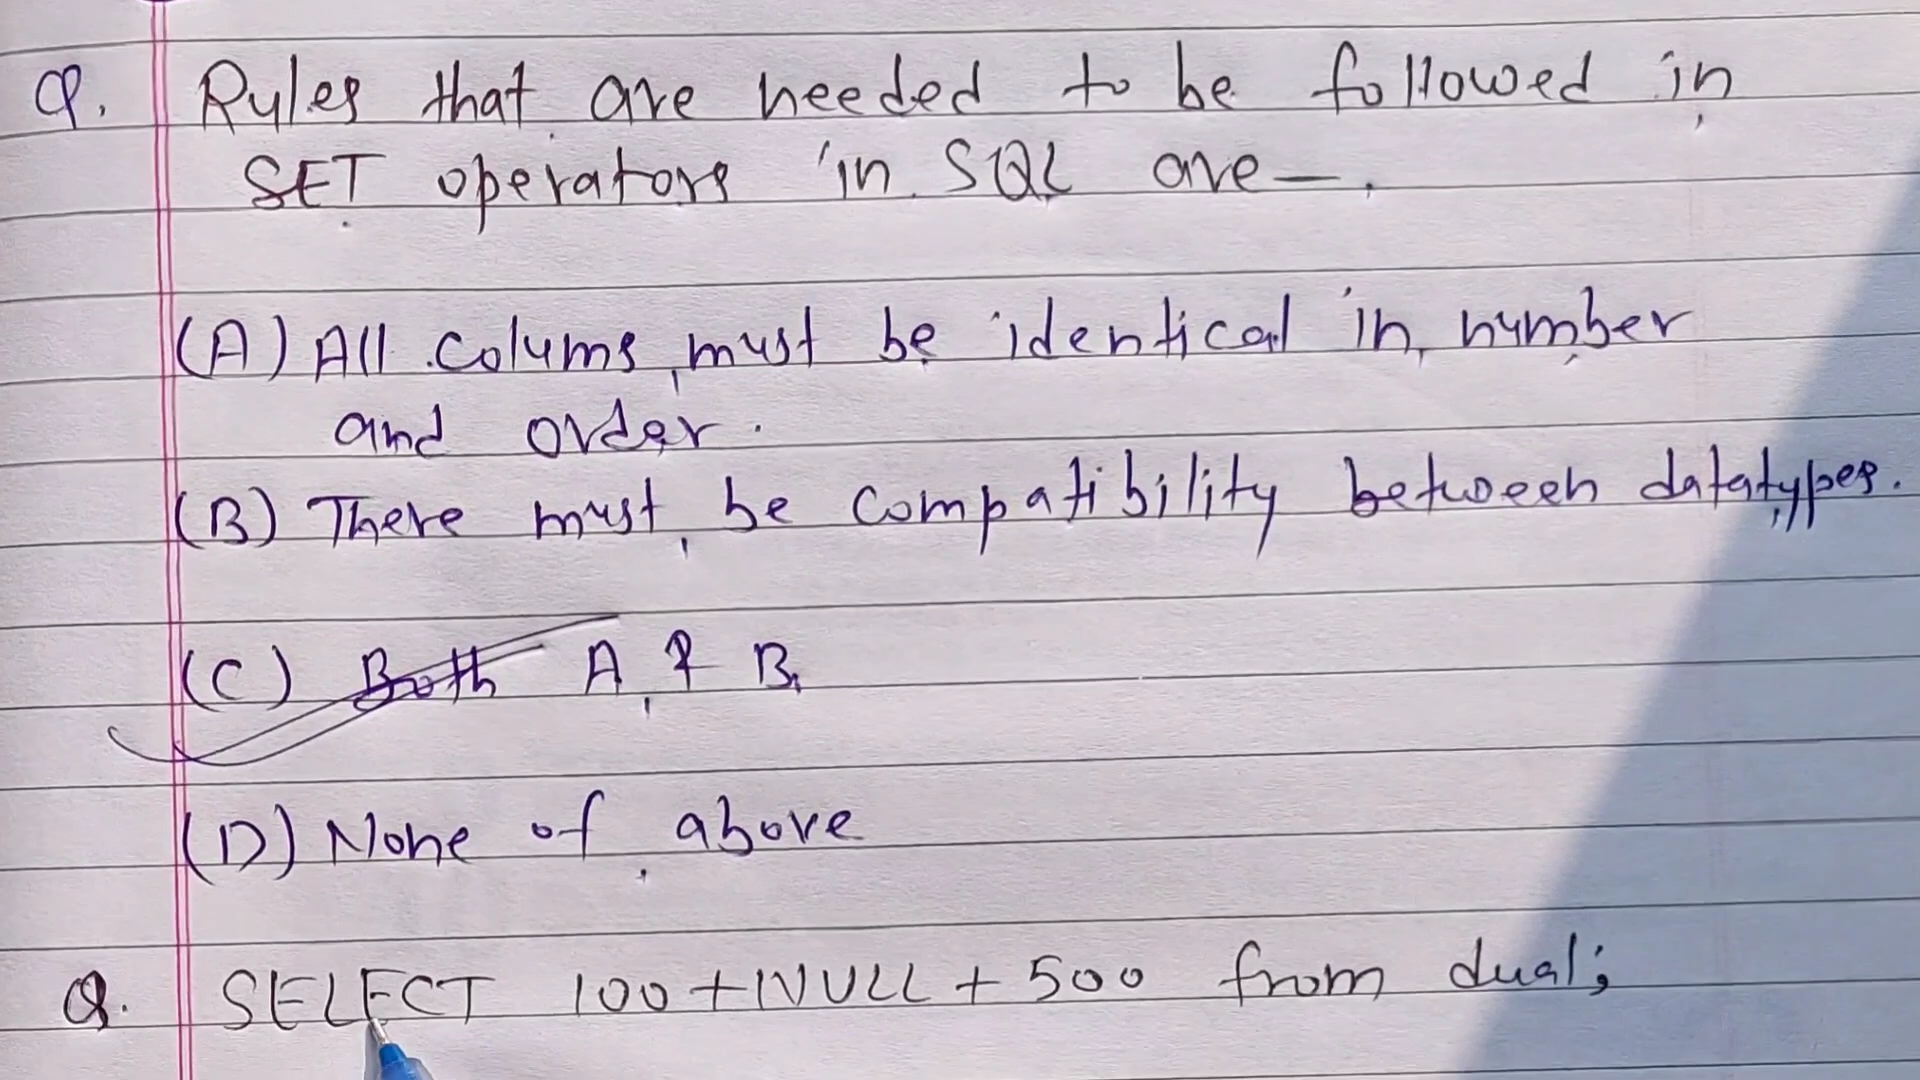 Q. Rules that are needed to be followed in
SET operators in SQL are—.
(A) All colums must be identical in number
and order.
(B) There must be compatibility between datatypes.
(C) Both A & B
(D) None of above
Q. SELECT 100 + NULL + 500 from dual;